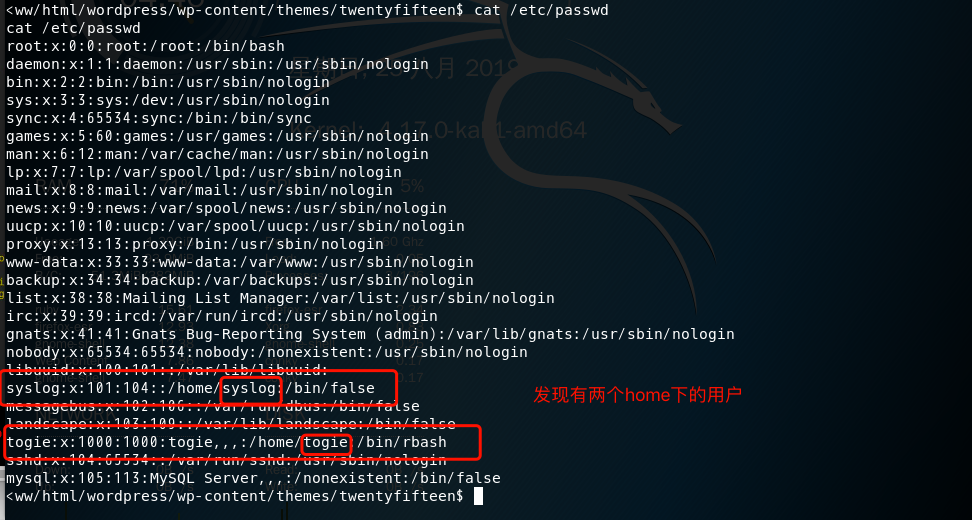 <ww/html/wordpress/wp-content/themes/twentyfifteen$ cat /etc/passwd
cat /etc/passwd
root:x:0:0:root:/root:/bin/bash
daemon:x:1:1:daemon:/usr/sbin:/usr/sbin/nologin
bin:x:2:2:bin:/bin:/usr/sbin/nologin
sys:x:3:3:sys:/dev:/usr/sbin/nologin
sync:x:4:65534:sync:/bin:/bin/sync
games:x:5:60:games:/usr/games:/usr/sbin/nologin
man:x:6:12:man:/var/cache/man:/usr/sbin/nologin
lp:x:7:7:lp:/var/spool/lpd:/usr/sbin/nologin
mail:x:8:8:mail:/var/mail:/usr/sbin/nologin
news:x:9:9:news:/var/spool/news:/usr/sbin/nologin
uucp:x:10:10:uucp:/var/spool/uucp:/usr/sbin/nologin
proxy:x:13:13:proxy:/bin:/usr/sbin/nologin
www-data:x:33:33:www-data:/var/www:/usr/sbin/nologin
backup:x:34:34:backup:/var/backups:/usr/sbin/nologin
list:x:38:38:Mailing List Manager:/var/list:/usr/sbin/nologin
irc:x:39:39:ircd:/var/run/ircd:/usr/sbin/nologin
gnats:x:41:41:Gnats Bug-Reporting System (admin):/var/lib/gnats:/usr/sbin/nologin
nobody:x:65534:65534:nobody:/nonexistent:/usr/sbin/nologin
libuuid:x:100:101::/var/lib/libuuid:
syslog:x:101:104::/home/syslog:/bin/false
发现有两个home下的用户
messagebus:x:102:106::/var/run/dbus:/bin/false
landscape:x:103:109::/var/lib/landscape:/bin/false
togie:x:1000:1000:togie,,,:/home/togie:/bin/rbash
sshd:x:104:65534::/var/run/sshd:/usr/sbin/nologin
mysql:x:105:113:MySQL Server,,,:/nonexistent:/bin/false
<ww/html/wordpress/wp-content/themes/twentyfifteen$